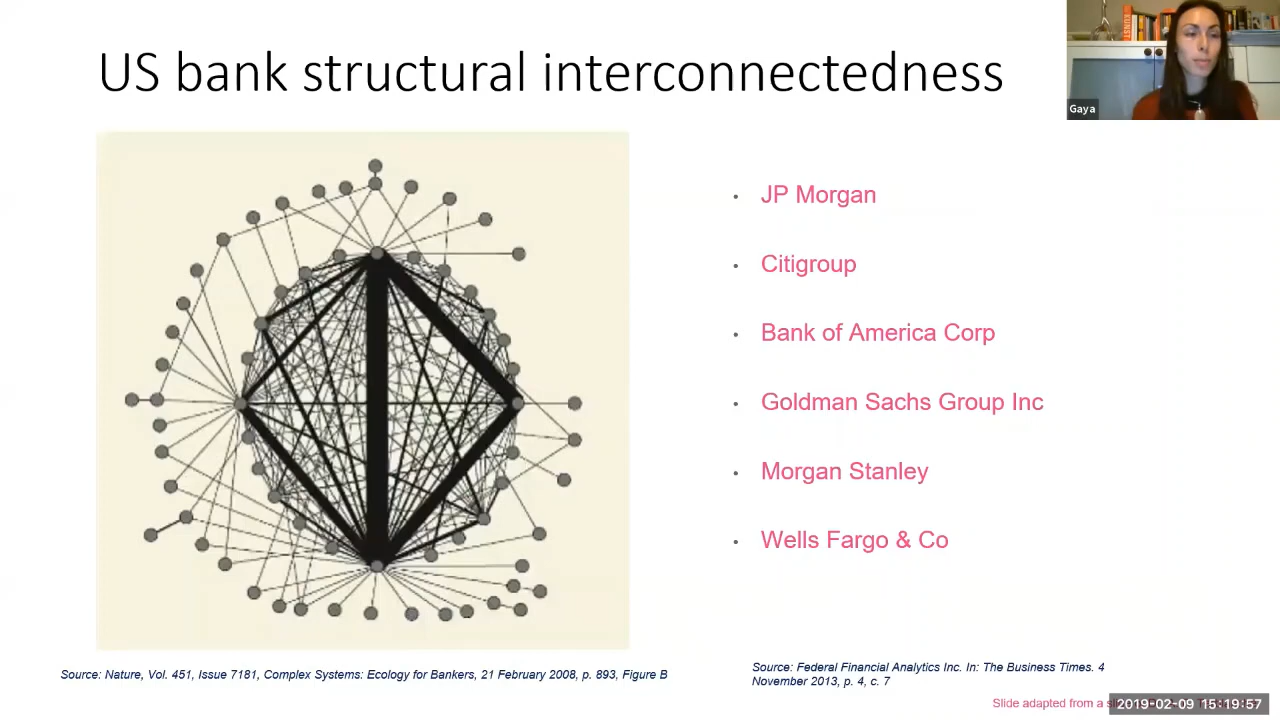 US bank structural interconnectedness
Gaya
• JP Morgan
• Citigroup
• Bank of America Corp
• Goldman Sachs Group Inc
• Morgan Stanley
• Wells Fargo & Co
Source: Nature, Vol. 451, Issue 7181, Complex Systems: Ecology for Bankers, 21 February 2008, p. 893, Figure B
Source: Federal Financial Analytics Inc. In: The Business Times. 4
November 2013, p. 4, c. 7
Slide adapted from a
2019-02-09 15:19:57